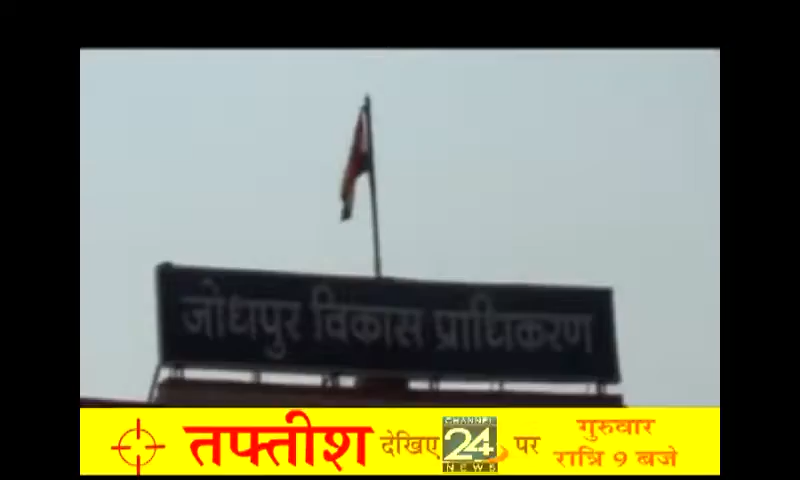 जोधपुर विकास प्राधिकरण
तफ्तीश देखिए CHANNEL 24 NEWS पर
गुरुवार
रात्रि 9 बजे